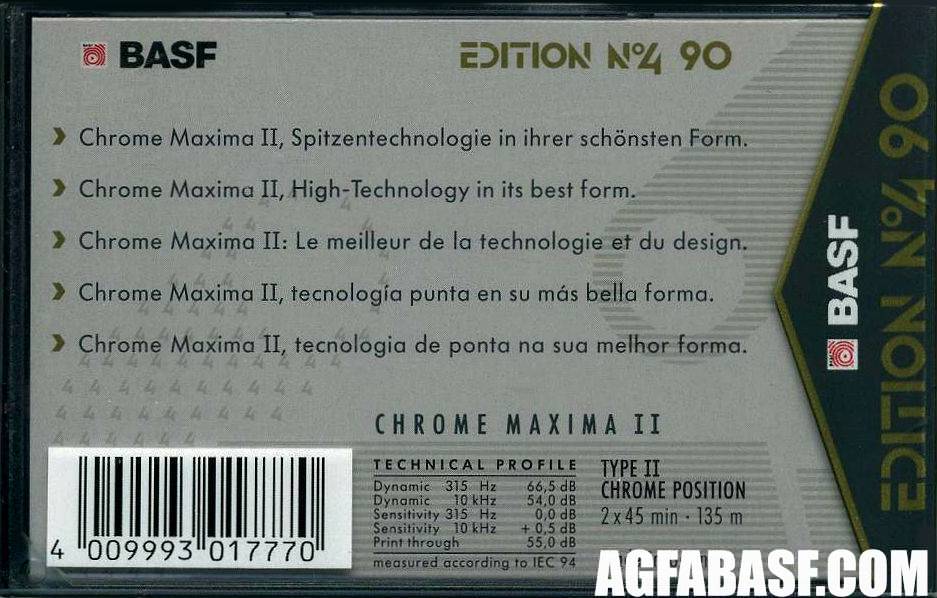 BASF
EDITION Nº4 90
❯ Chrome Maxima II, Spitzentechnologie in ihrer schönsten Form.
❯ Chrome Maxima II, High-Technology in its best form.
❯ Chrome Maxima II: Le meilleur de la technologie et du design.
❯ Chrome Maxima II, tecnología punta en su más bella forma.
❯ Chrome Maxima II, tecnologia de ponta na sua melhor forma.
CHROME MAXIMA II
TECHNICAL PROFILE
Dynamic 315 Hz 66,5 dB
Dynamic 10 kHz 54,0 dB
Sensitivity 315 Hz 0,0 dB
Sensitivity 10 kHz + 0,5 dB
Print through 55,0 dB
measured according to IEC 94
TYPE II
CHROME POSITION
2 x 45 min · 135 m
4 009993 017770
BASF
EDITION Nº4 90
AGFABASF.COM